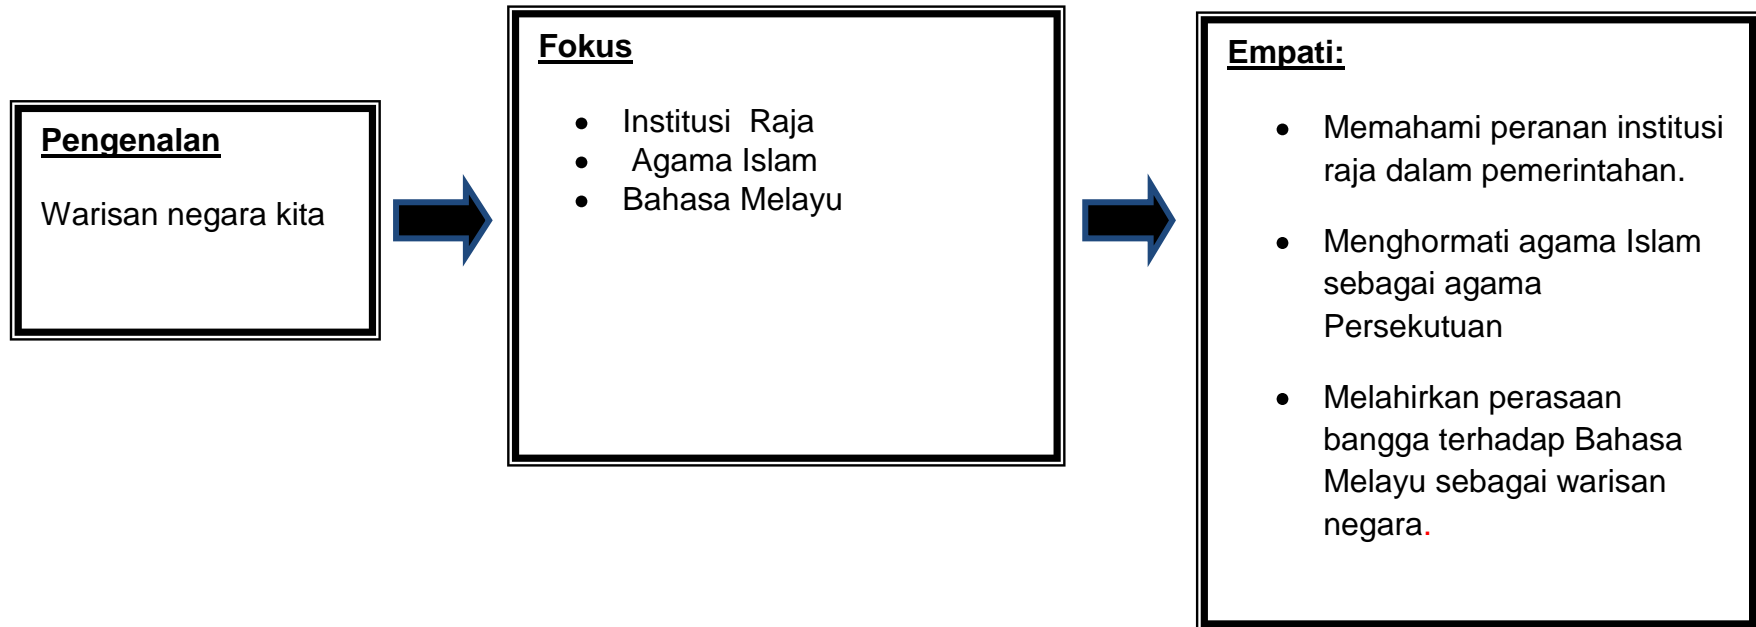 Pengenalan
Warisan negara kita
Fokus
• Institusi Raja
• Agama Islam
• Bahasa Melayu
Empati:
• Memahami peranan institusi
raja dalam pemerintahan.
• Menghormati agama Islam
sebagai agama
Persekutuan
• Melahirkan perasaan
bangga terhadap Bahasa
Melayu sebagai warisan
negara.